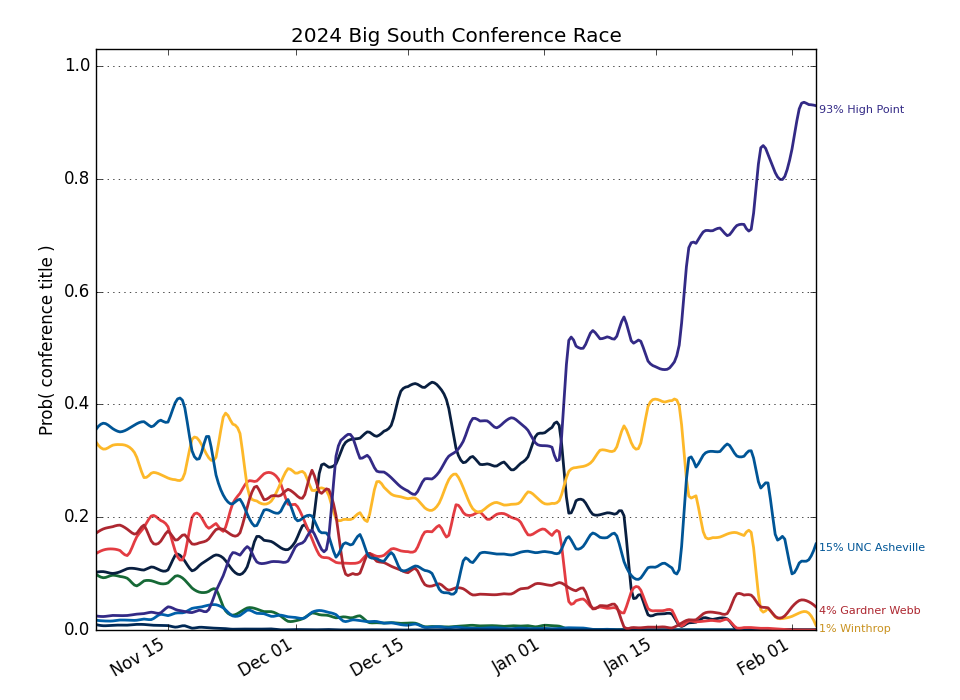 2024 Big South Conference Race
Prob( conference title )
1.0
0.8
0.6
0.4
0.2
0.0
Nov 15
Dec 01
Dec 15
Jan 01
Jan 15
Feb 01
93% High Point
15% UNC Asheville
4% Gardner Webb
1% Winthrop